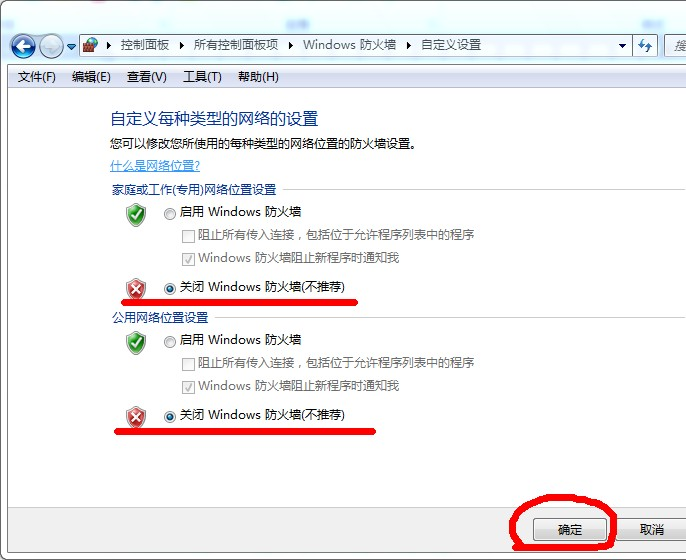 控制面板 ▸ 所有控制面板项 ▸ Windows 防火墙 ▸ 自定义设置
文件(F) 编辑(E) 查看(V) 工具(T) 帮助(H)
自定义每种类型的网络的设置
您可以修改您所使用的每种类型的网络位置的防火墙设置。
什么是网络位置?
家庭或工作(专用)网络位置设置
启用 Windows 防火墙
阻止所有传入连接，包括位于允许程序列表中的程序
Windows 防火墙阻止新程序时通知我
关闭 Windows 防火墙(不推荐)
公用网络位置设置
启用 Windows 防火墙
阻止所有传入连接，包括位于允许程序列表中的程序
Windows 防火墙阻止新程序时通知我
关闭 Windows 防火墙(不推荐)
确定 取消